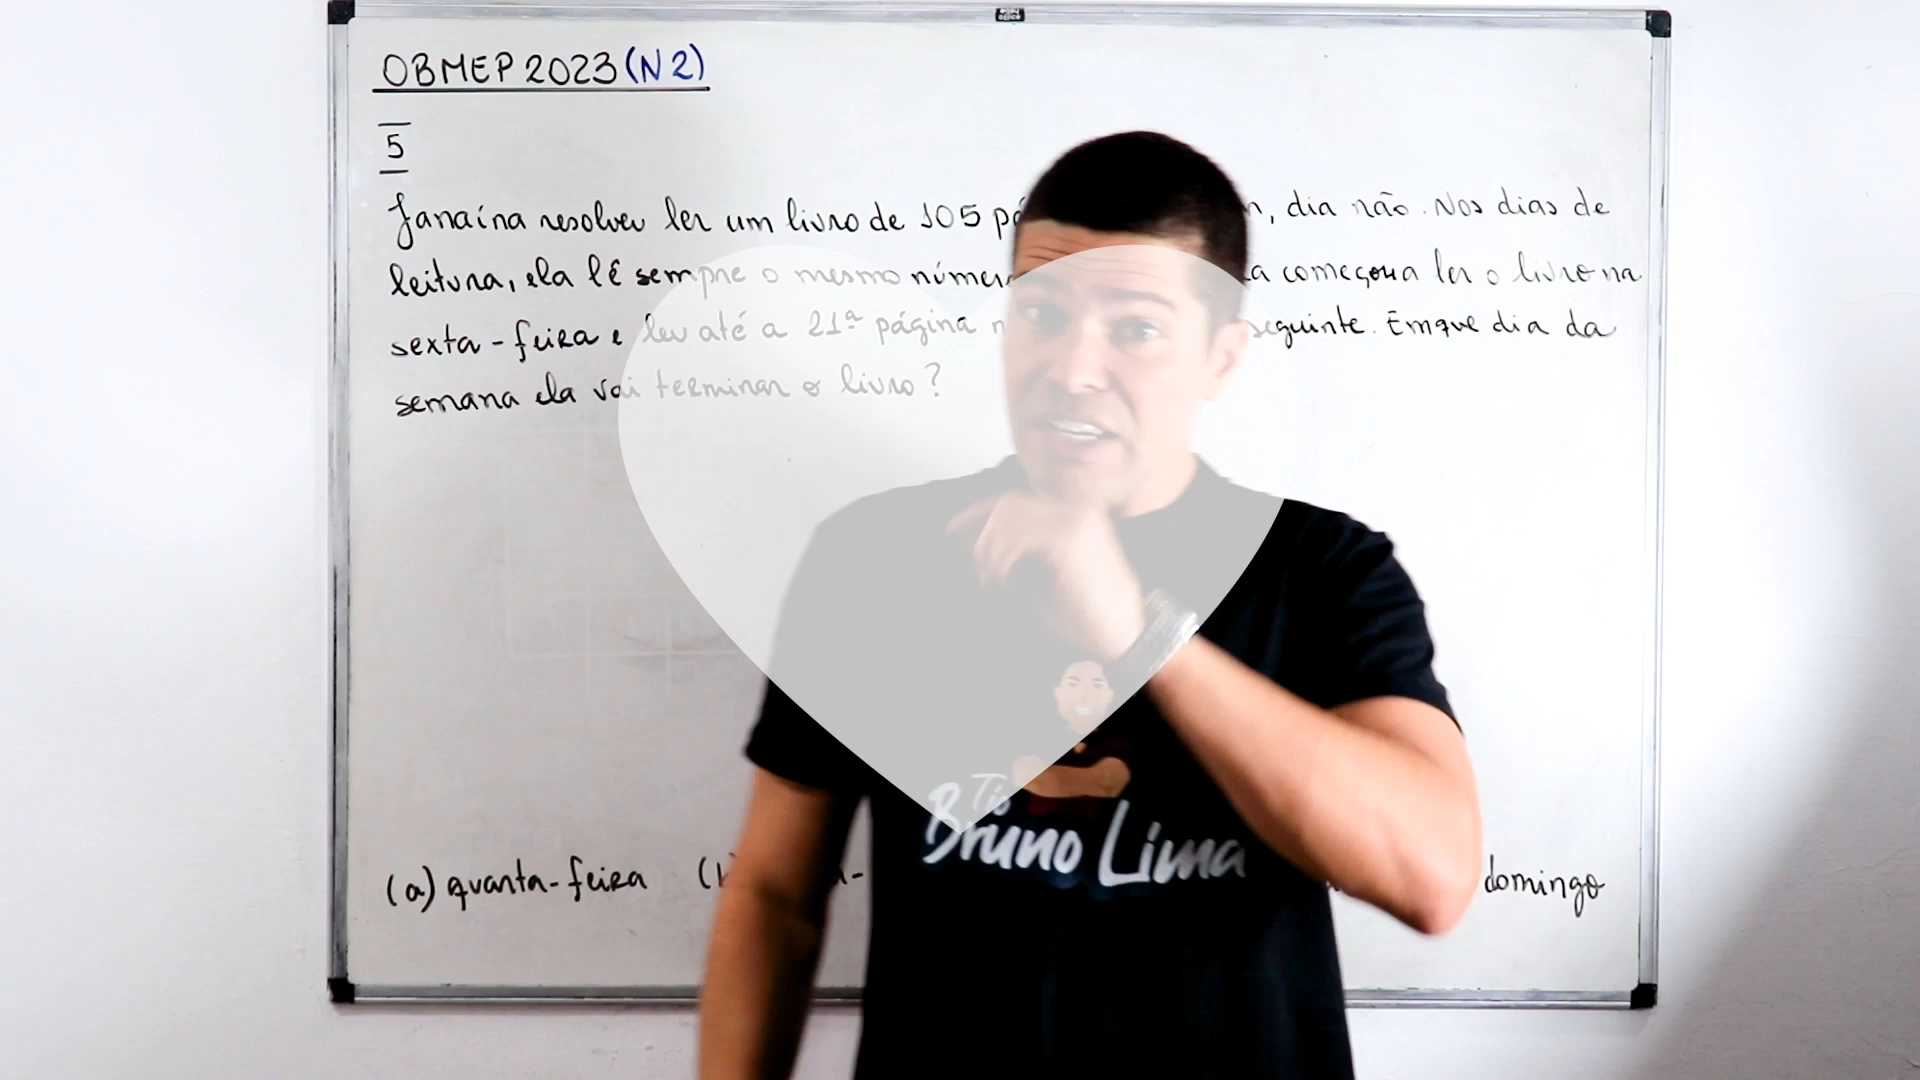 OBMEP 2023 (N2)
5
Janaína resolveu ler um livro de 105 , dia não. Nos dias de
leitura, ela lê sempre o mesmo começou a ler o livro na
sexta-feira e leu até a 21ª página seguinte. Em que dia da
semana ela vai terminar o livro?
(a) quarta-feira domingo
Tio
Bruno Lima